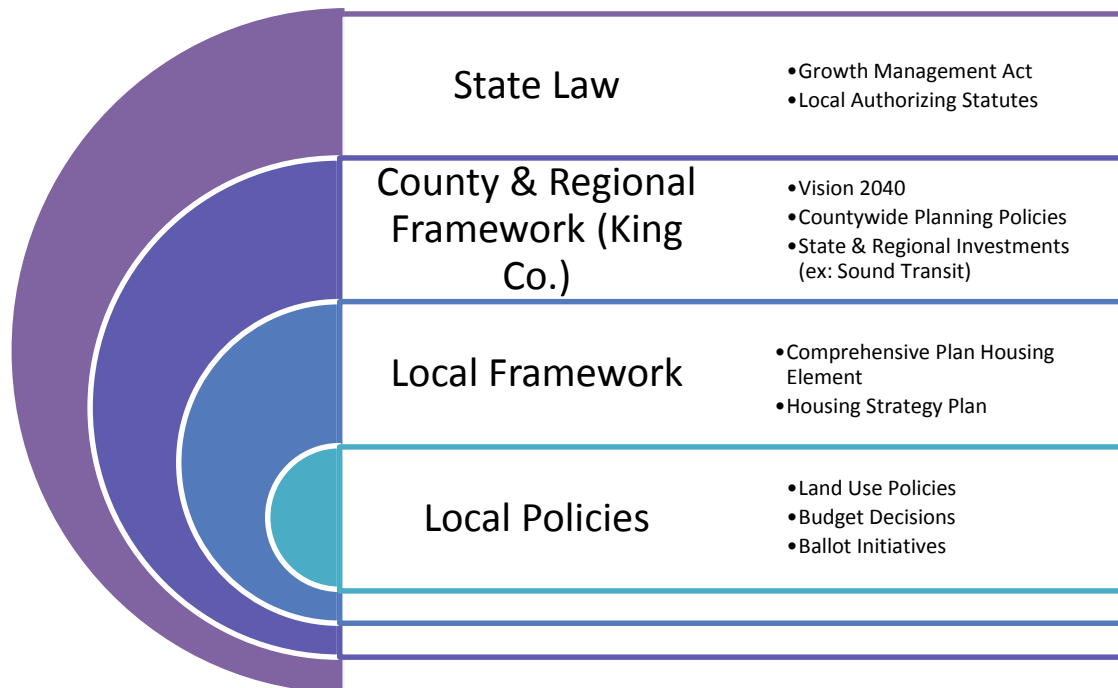 State Law
•Growth Management Act
•Local Authorizing Statutes
County & Regional
Framework (King
Co.)
•Vision 2040
•Countywide Planning Policies
•State & Regional Investments
(ex: Sound Transit)
Local Framework
•Comprehensive Plan Housing
Element
•Housing Strategy Plan
Local Policies
•Land Use Policies
•Budget Decisions
•Ballot Initiatives